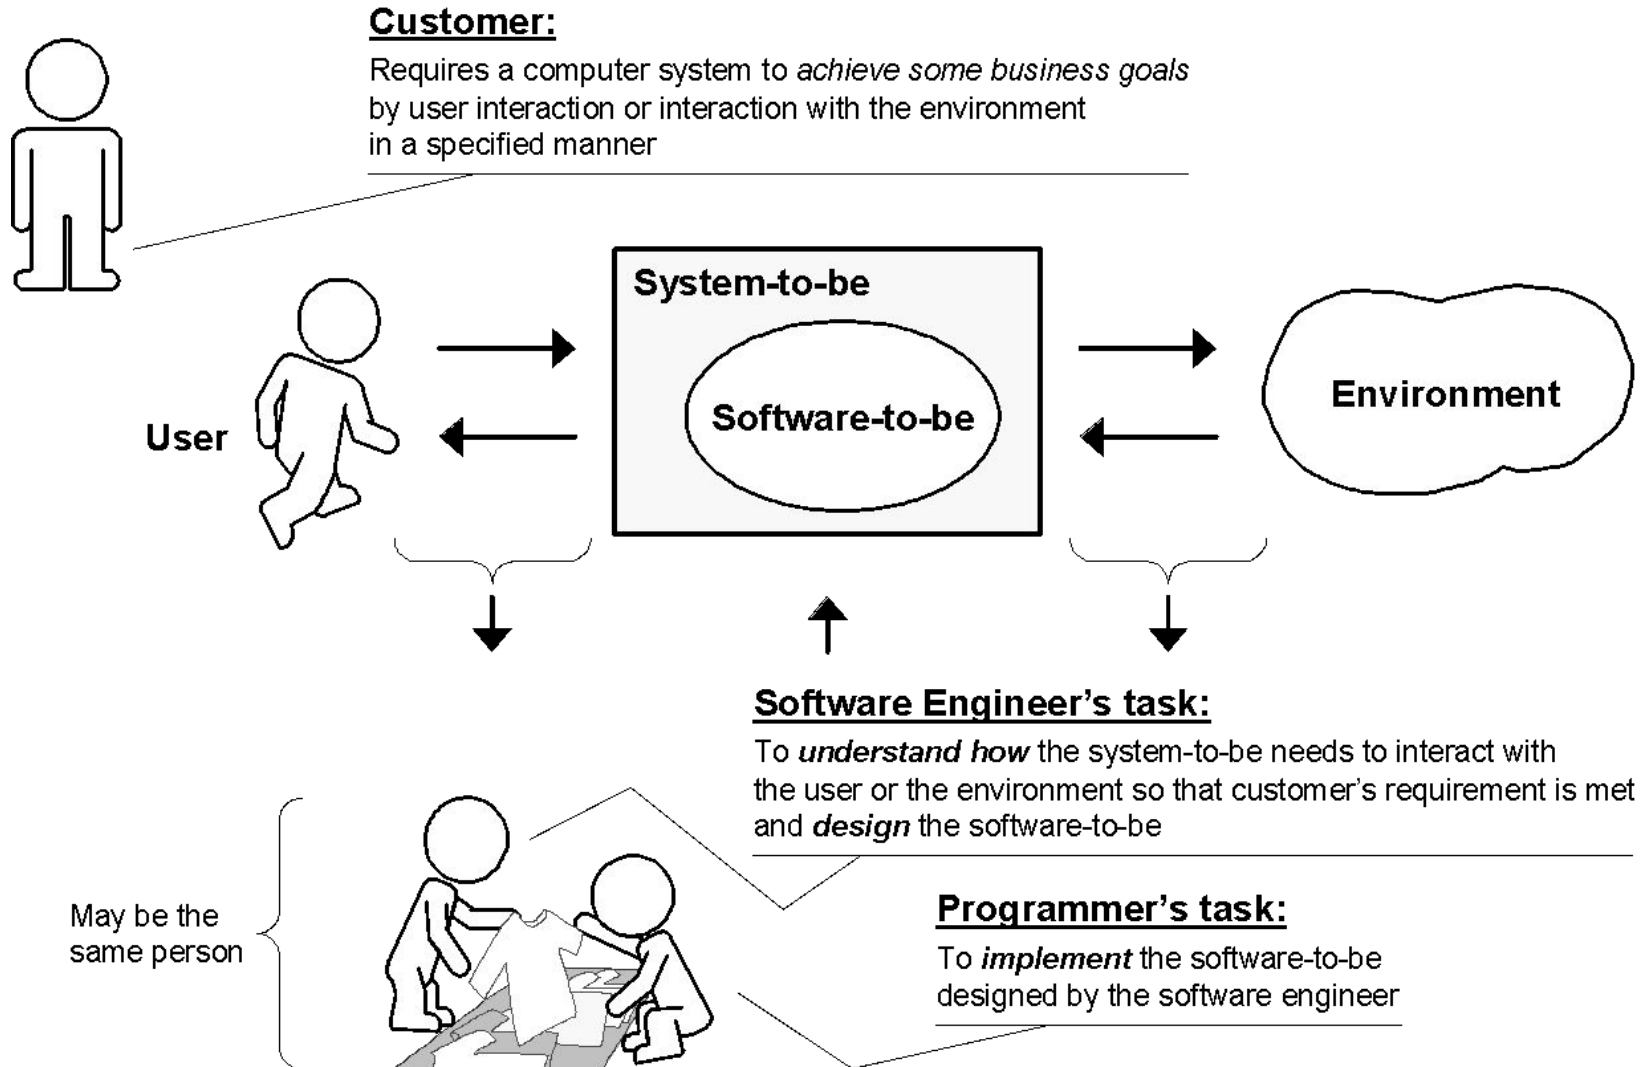 Customer:
Requires a computer system to achieve some business goals
by user interaction or interaction with the environment
in a specified manner
System-to-be
Software-to-be
User
Environment
Software Engineer’s task:
To understand how the system-to-be needs to interact with
the user or the environment so that customer’s requirement is met
and design the software-to-be
May be the
same person
Programmer’s task:
To implement the software-to-be
designed by the software engineer